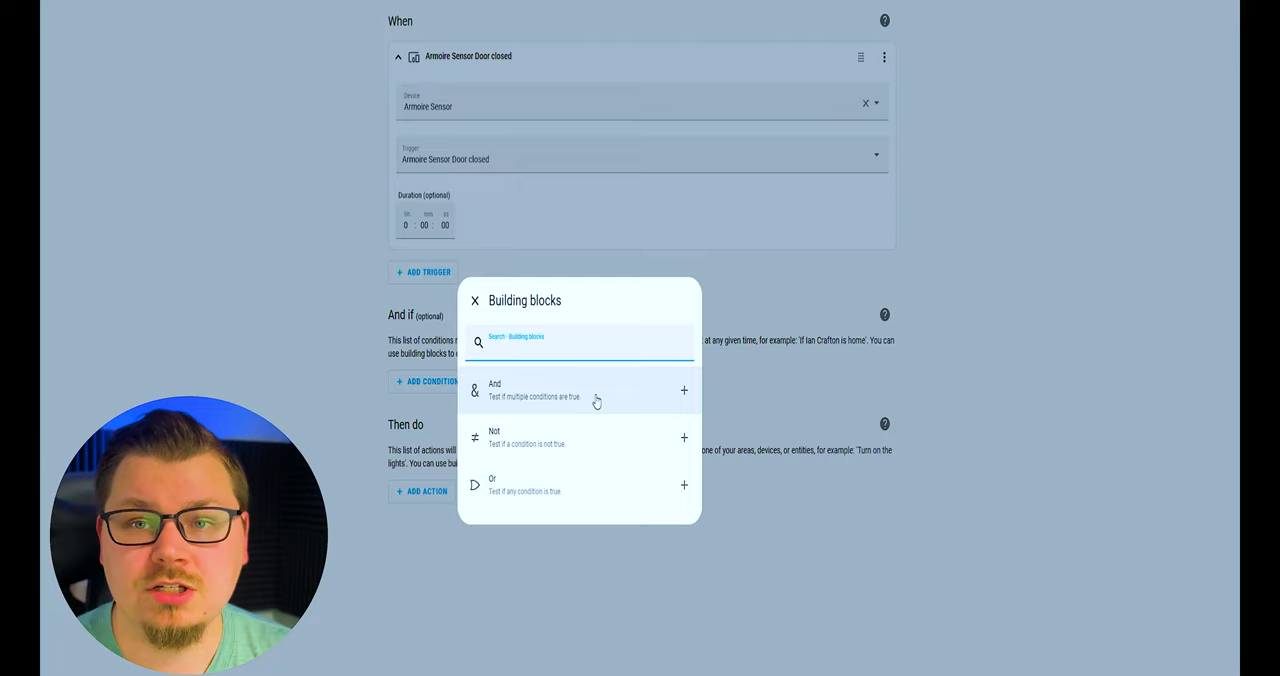 When
Armoire Sensor Door closed
Device
Armoire Sensor
Trigger
Armoire Sensor Door closed
Duration (optional)
hh mm ss
0 : 00 : 00
+ ADD TRIGGER
Building blocks
Search - Building blocks
And
Test if multiple conditions are true.
Not
Test if a condition is not true.
Or
Test if any condition is true.
And if (optional)
This list of conditions at any given time, for example: 'If Ian Crafton is home'. You can
use building blocks to
+ ADD CONDITION
Then do
This list of actions will one of your areas, devices, or entities, for example: 'Turn on the
lights'. You can use
+ ADD ACTION